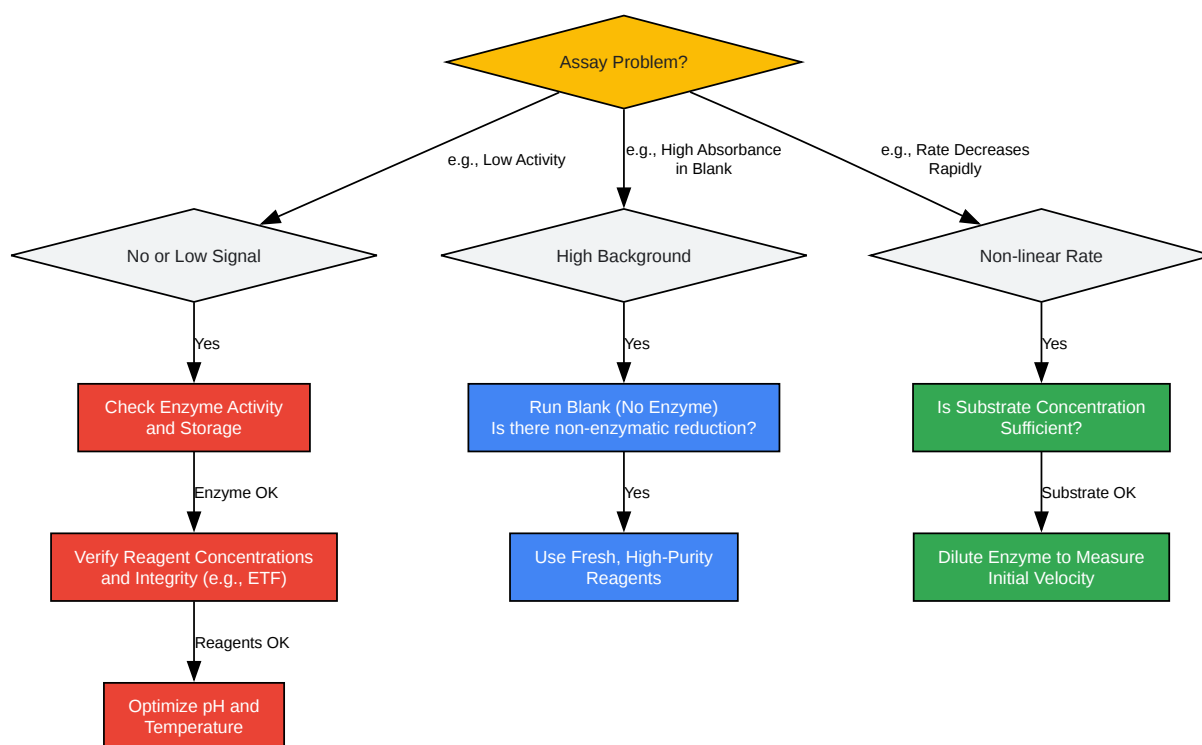 Assay Problem?
e.g., Low Activity
e.g., High Absorbance
in Blank
e.g., Rate Decreases
Rapidly
No or Low Signal
High Background
Non-linear Rate
Yes
Yes
Yes
Check Enzyme Activity
and Storage
Run Blank (No Enzyme)
Is there non-enzymatic reduction?
Is Substrate Concentration
Sufficient?
Enzyme OK
Yes
Substrate OK
Verify Reagent Concentrations
and Integrity (e.g., ETF)
Use Fresh, High-Purity
Reagents
Dilute Enzyme to Measure
Initial Velocity
Reagents OK
Optimize pH and
Temperature